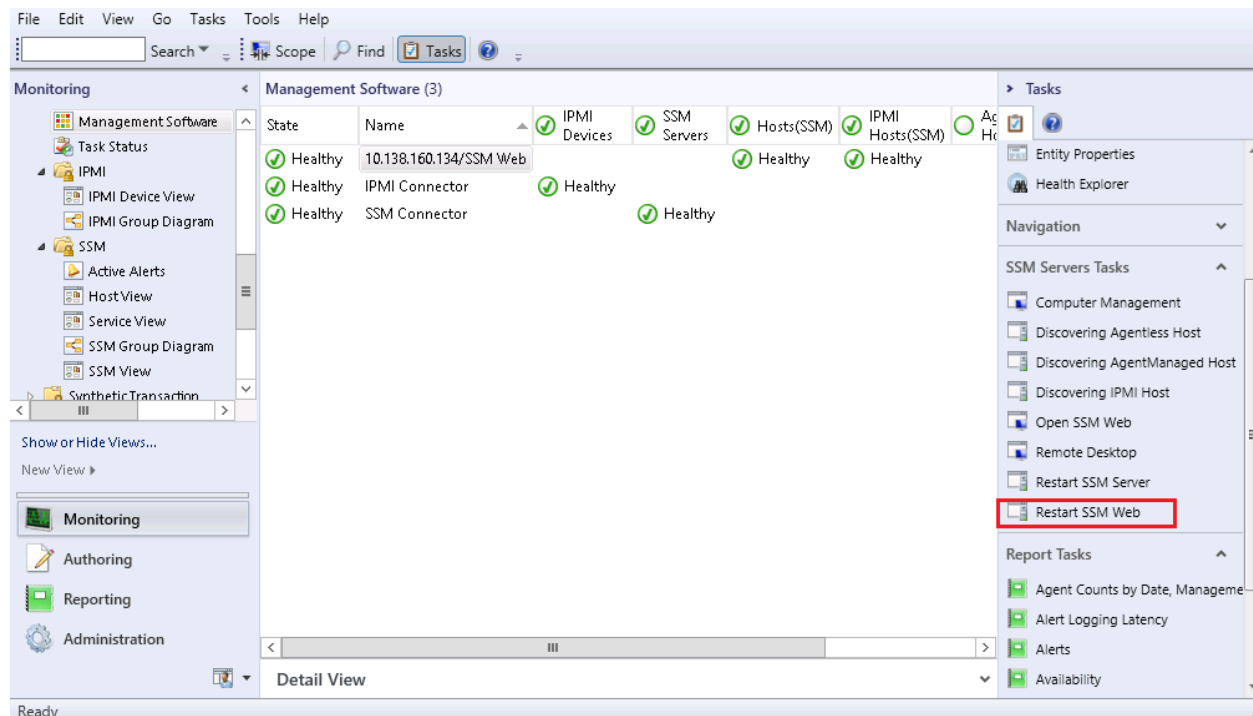 File Edit View Go Tasks Tools Help
Search Scope Find Tasks
Monitoring
Management Software
Task Status
IPMI
IPMI Device View
IPMI Group Diagram
SSM
Active Alerts
Host View
Service View
SSM Group Diagram
SSM View
Synthetic Transaction
Show or Hide Views...
New View
Monitoring
Authoring
Reporting
Administration
Management Software (3)
State Name IPMI Devices SSM Servers Hosts(SSM) IPMI Hosts(SSM)
Healthy 10.138.160.134/SSM Web Healthy Healthy
Healthy IPMI Connector Healthy
Healthy SSM Connector Healthy
Detail View
Tasks
Entity Properties
Health Explorer
Navigation
SSM Servers Tasks
Computer Management
Discovering Agentless Host
Discovering AgentManaged Host
Discovering IPMI Host
Open SSM Web
Remote Desktop
Restart SSM Server
Restart SSM Web
Report Tasks
Agent Counts by Date, Manageme
Alert Logging Latency
Alerts
Availability
Ready